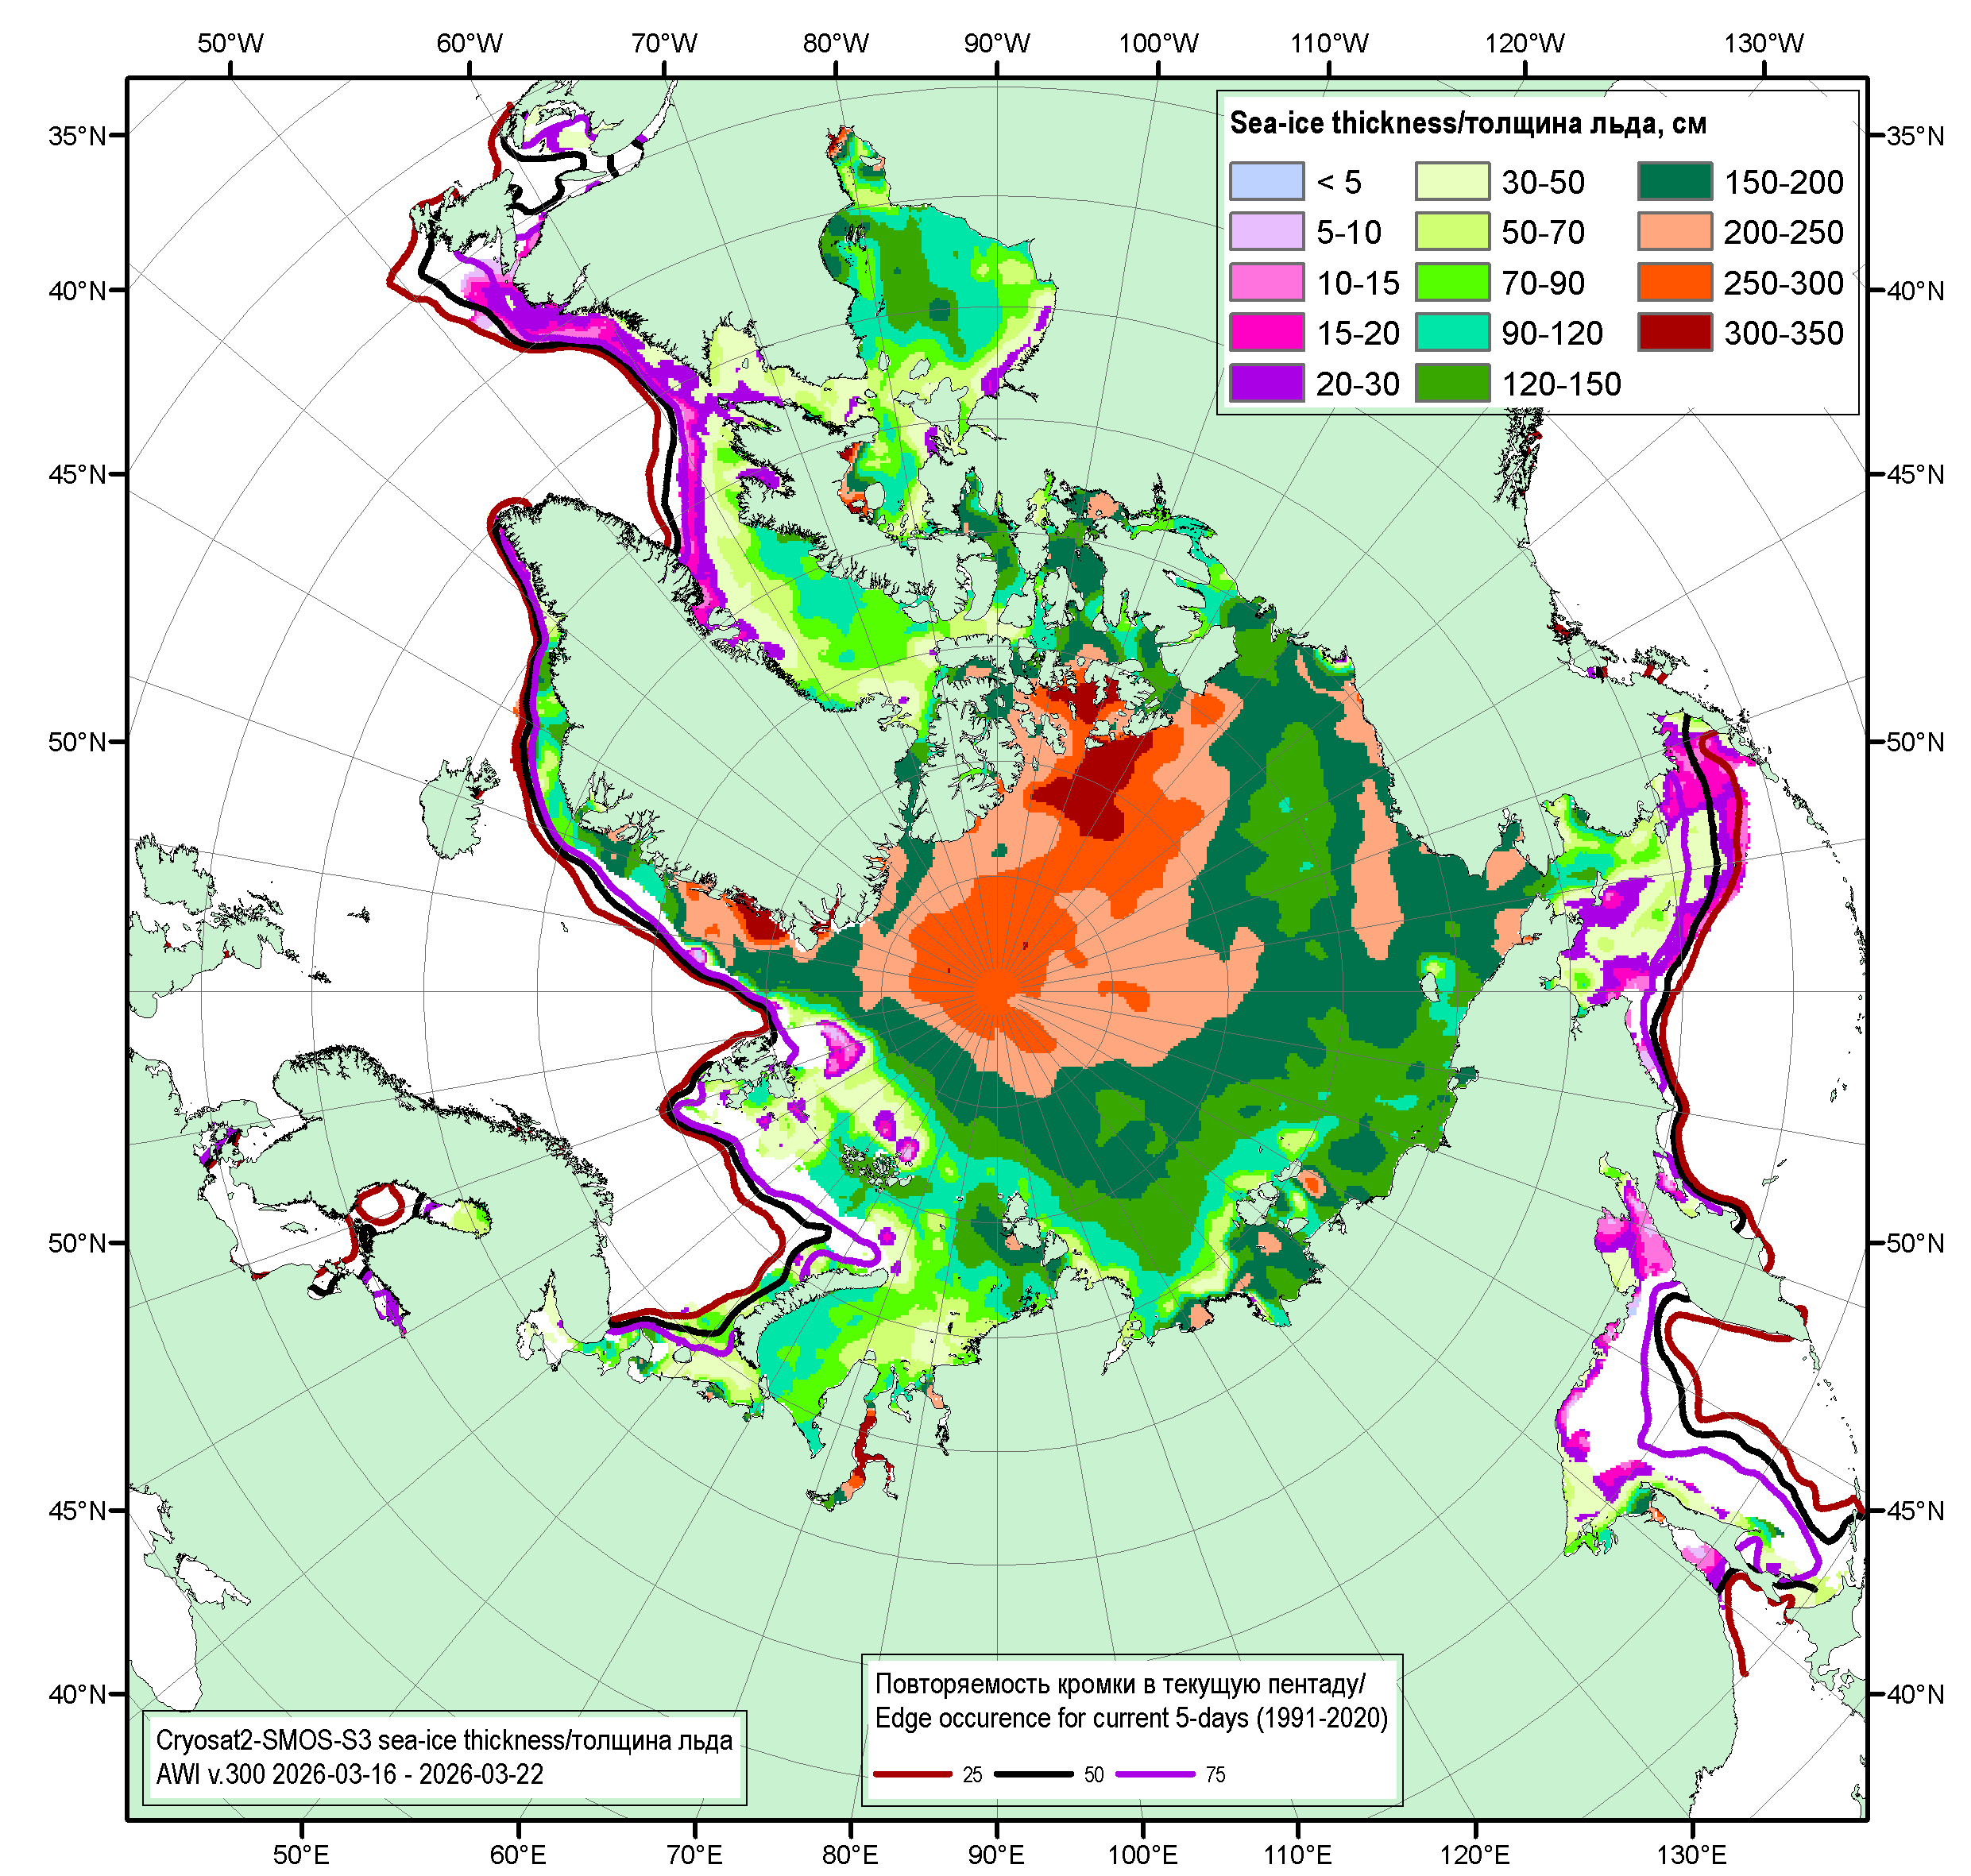 50°W 60°W 70°W 80°W 90°W 100°W 110°W 120°W 130°W
35°N 35°N
Sea-ice thickness/толщина льда, см
< 5 30-50 150-200
5-10 50-70 200-250
10-15 70-90 250-300
15-20 90-120 300-350
20-30 120-150
40°N 40°N
45°N 45°N
50°N 50°N
50°N 50°N
45°N 45°N
40°N 40°N
Повторяемость кромки в текущую пентаду/
Edge occurence for current 5-days (1991-2020)
25 50 75
Cryosat2-SMOS-S3 sea-ice thickness/толщина льда
AWI v.300 2026-03-16 - 2026-03-22
50°E 60°E 70°E 80°E 90°E 100°E 110°E 120°E 130°E